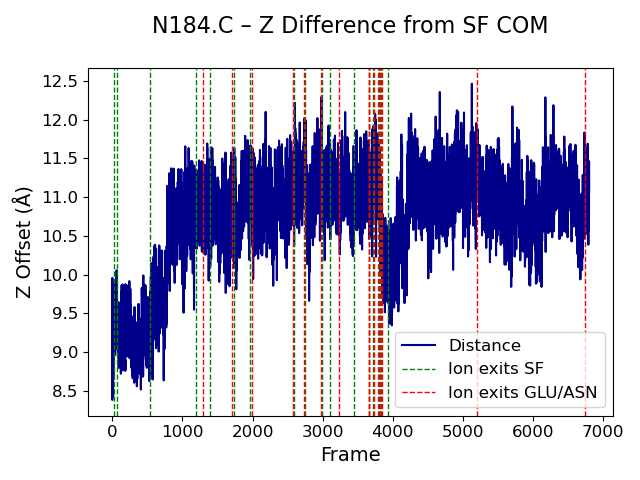 N184.C – Z Difference from SF COM
12.5
12.0
11.5
11.0
10.5
10.0
9.5
9.0
8.5
Z Offset (Å)
Distance
Ion exits SF
Ion exits GLU/ASN
0 1000 2000 3000 4000 5000 6000 7000
Frame